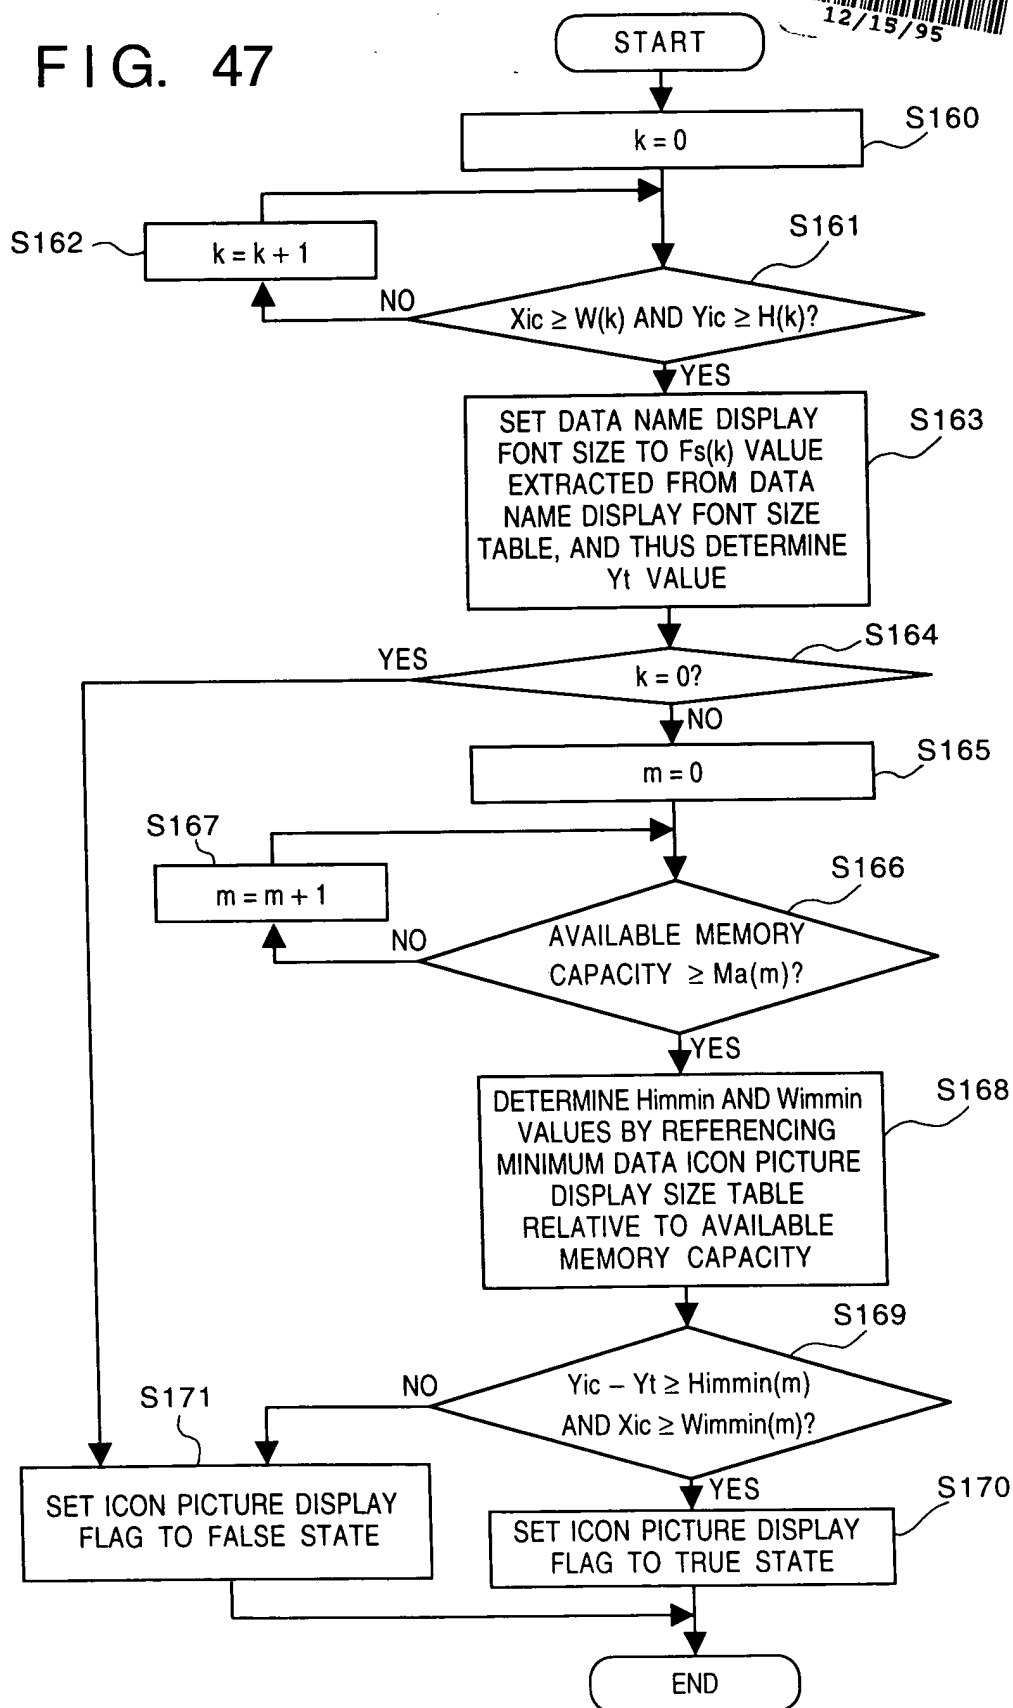 12/15/95
FIG. 47
START
S160
k = 0
S162
k = k + 1
S161
NO
Xic ≥ W(k) AND Yic ≥ H(k)?
YES
S163
SET DATA NAME DISPLAY
FONT SIZE TO Fs(k) VALUE
EXTRACTED FROM DATA
NAME DISPLAY FONT SIZE
TABLE, AND THUS DETERMINE
Yt VALUE
S164
YES
k = 0?
NO
S165
m = 0
S167
m = m + 1
S166
NO
AVAILABLE MEMORY
CAPACITY ≥ Ma(m)?
YES
S168
DETERMINE Himmin AND Wimmin
VALUES BY REFERENCING
MINIMUM DATA ICON PICTURE
DISPLAY SIZE TABLE
RELATIVE TO AVAILABLE
MEMORY CAPACITY
S169
NO
Yic – Yt ≥ Himmin(m)
AND Xic ≥ Wimmin(m)?
S171
YES
S170
SET ICON PICTURE DISPLAY
FLAG TO FALSE STATE
SET ICON PICTURE DISPLAY
FLAG TO TRUE STATE
END